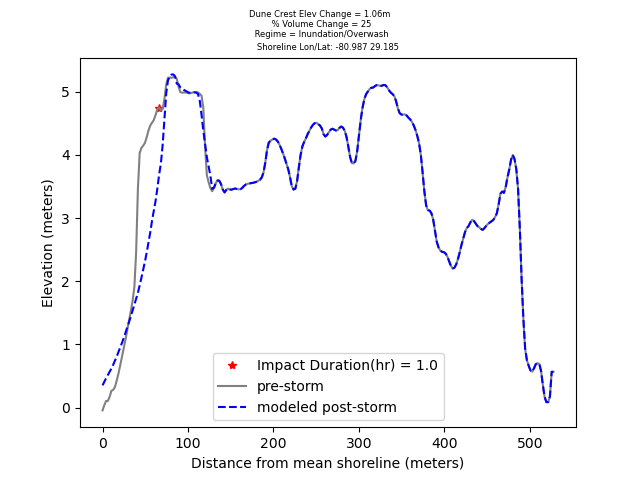 Dune Crest Elev Change = 1.06m
% Volume Change = 25
Regime = Inundation/Overwash
Shoreline Lon/Lat: -80.987 29.185
Elevation (meters)
5
4
3
2
1
0
Impact Duration(hr) = 1.0
pre-storm
modeled post-storm
0 100 200 300 400 500
Distance from mean shoreline (meters)